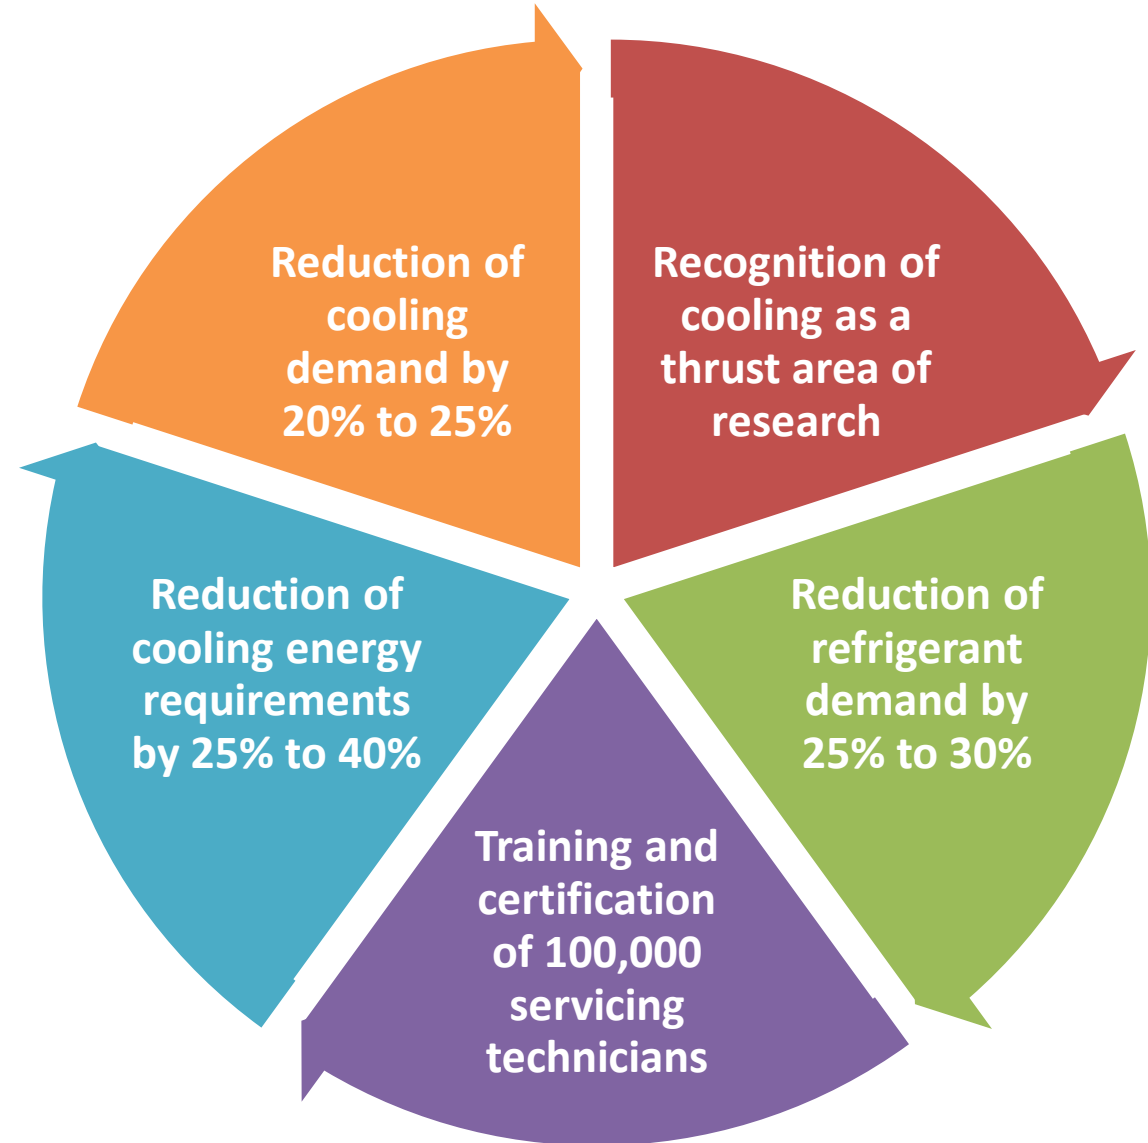 Reduction of
cooling
demand by
20% to 25%
Recognition of
cooling as a
thrust area of
research
Reduction of
cooling energy
requirements
by 25% to 40%
Reduction of
refrigerant
demand by
25% to 30%
Training and
certification
of 100,000
servicing
technicians